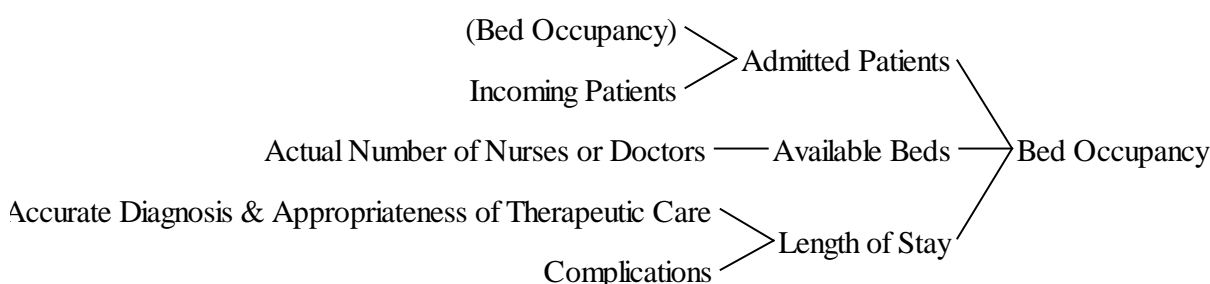 (Bed Occupancy)
Admitted Patients
Incoming Patients
Actual Number of Nurses or Doctors
Available Beds
Bed Occupancy
Accurate Diagnosis & Appropriateness of Therapeutic Care
Length of Stay
Complications